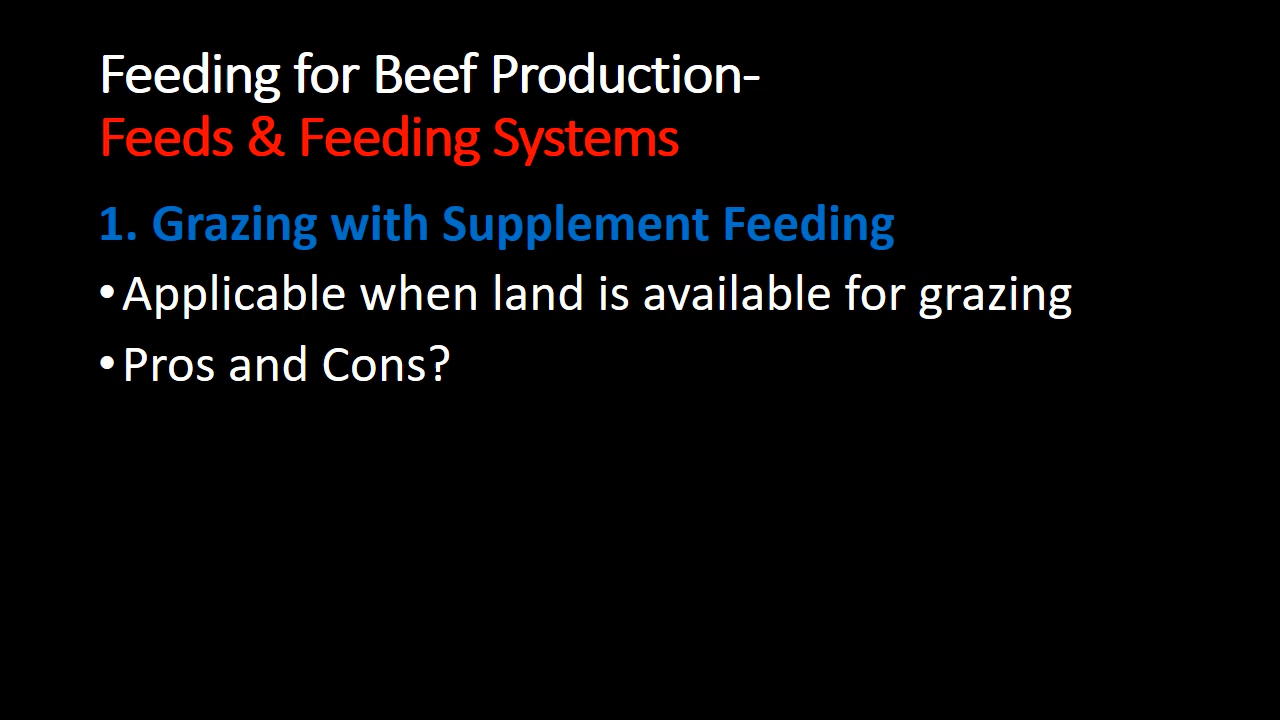 Feeding for Beef Production-
Feeds & Feeding Systems
1. Grazing with Supplement Feeding
•Applicable when land is available for grazing
•Pros and Cons?